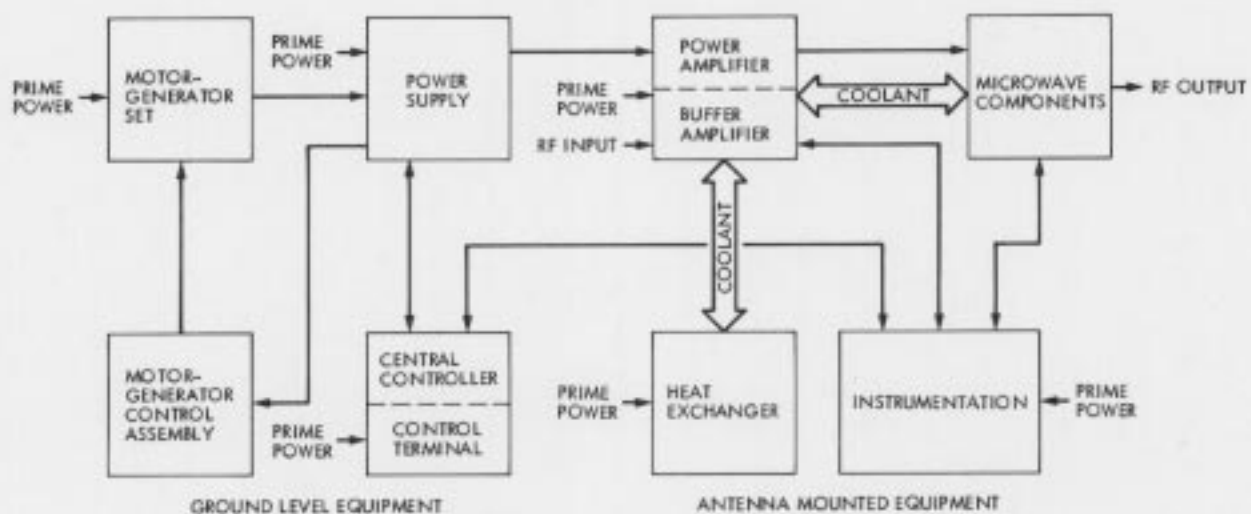 PRIME
POWER
MOTOR-
GENERATOR
SET
PRIME
POWER
POWER
SUPPLY
POWER
AMPLIFIER
PRIME
POWER
BUFFER
AMPLIFIER
RF INPUT
COOLANT
MICROWAVE
COMPONENTS
RF OUTPUT
COOLANT
MOTOR-
GENERATOR
CONTROL
ASSEMBLY
CENTRAL
CONTROLLER
PRIME
POWER
CONTROL
TERMINAL
PRIME
POWER
HEAT
EXCHANGER
INSTRUMENTATION
PRIME
POWER
GROUND LEVEL EQUIPMENT
ANTENNA MOUNTED EQUIPMENT